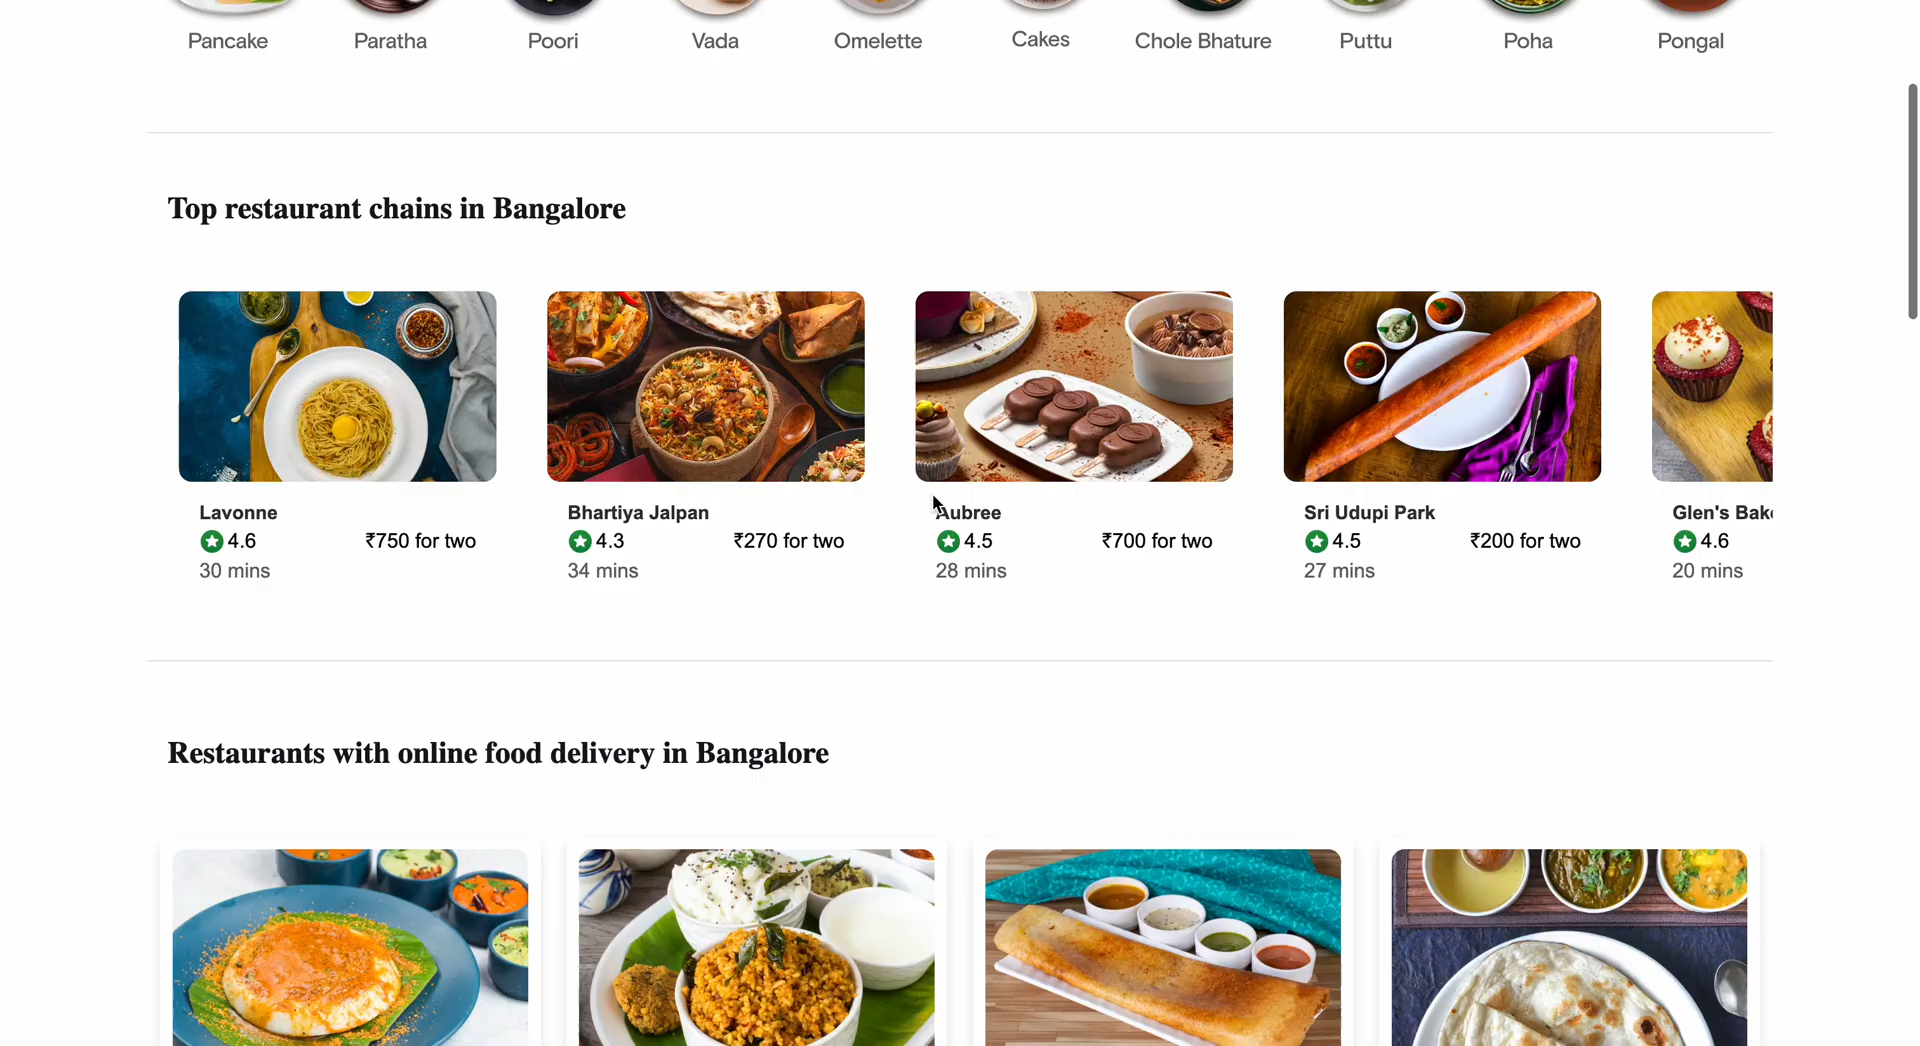 Pancake Paratha Poori Vada Omelette Cakes Chole Bhature Puttu Poha Pongal
Top restaurant chains in Bangalore
Lavonne Bhartiya Jalpan Aubree Sri Udupi Park Glen's
4.6 ₹750 for two 4.3 ₹270 for two 4.5 ₹700 for two 4.5 ₹200 for two 4.6
30 mins 34 mins 28 mins 27 mins 20 mins
Restaurants with online food delivery in Bangalore